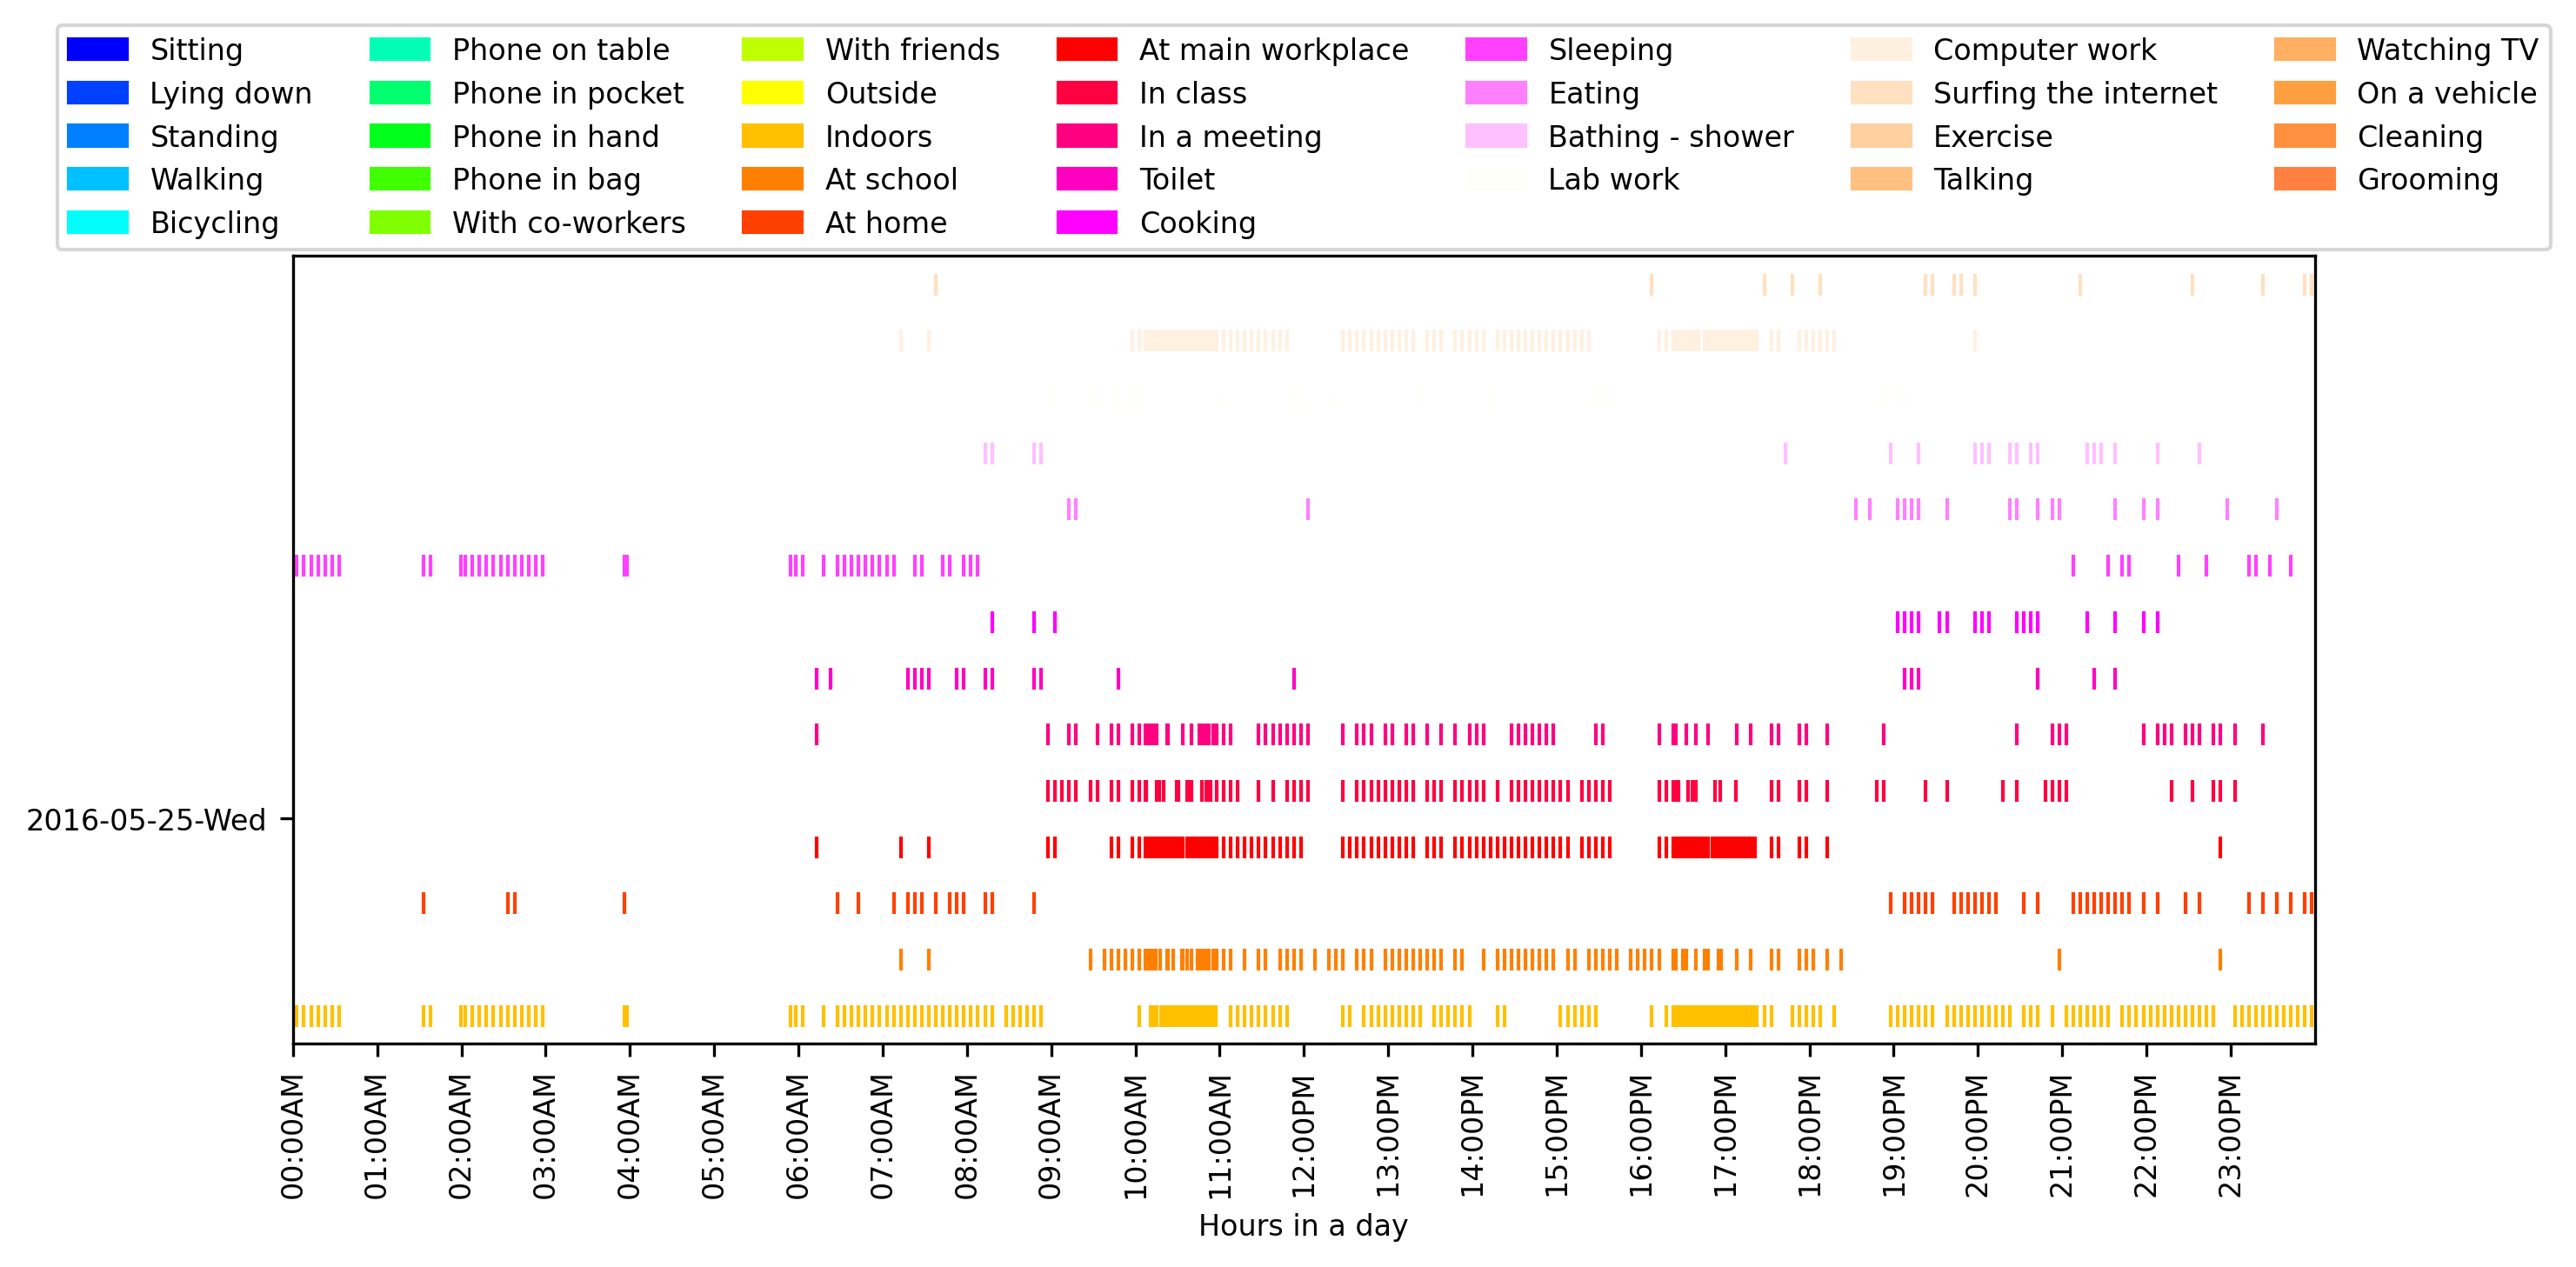 Sitting
Lying down
Standing
Walking
Bicycling
Phone on table
Phone in pocket
Phone in hand
Phone in bag
With co-workers
With friends
Outside
Indoors
At school
At home
At main workplace
In class
In a meeting
Toilet
Cooking
Sleeping
Eating
Bathing - shower
Lab work
Computer work
Surfing the internet
Exercise
Talking
Watching TV
On a vehicle
Cleaning
Grooming
2016-05-25-Wed
00:00AM
01:00AM
02:00AM
03:00AM
04:00AM
05:00AM
06:00AM
07:00AM
08:00AM
09:00AM
10:00AM
11:00AM
12:00PM
13:00PM
14:00PM
15:00PM
16:00PM
17:00PM
18:00PM
19:00PM
20:00PM
21:00PM
22:00PM
23:00PM
Hours in a day